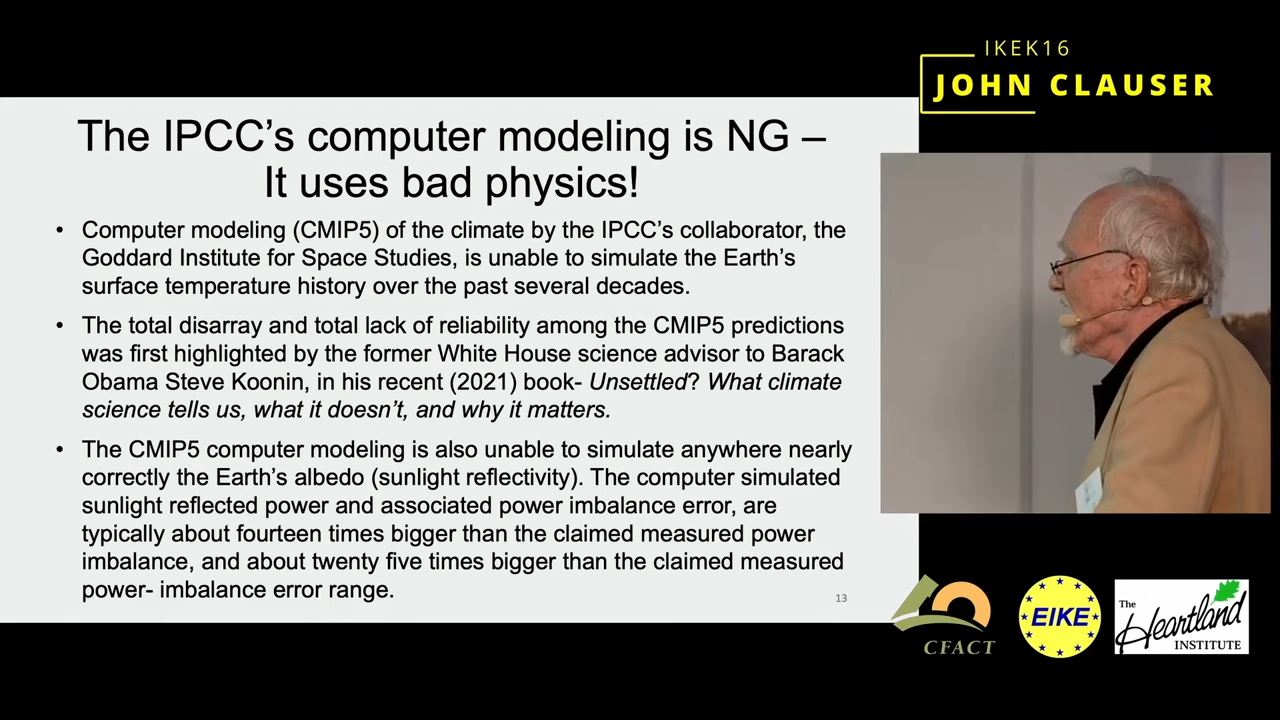 IKEK16
JOHN CLAUSER
The IPCC’s computer modeling is NG –
It uses bad physics!
• Computer modeling (CMIP5) of the climate by the IPCC’s collaborator, the
Goddard Institute for Space Studies, is unable to simulate the Earth’s
surface temperature history over the past several decades.
• The total disarray and total lack of reliability among the CMIP5 predictions
was first highlighted by the former White House science advisor to Barack
Obama Steve Koonin, in his recent (2021) book- Unsettled? What climate
science tells us, what it doesn’t, and why it matters.
• The CMIP5 computer modeling is also unable to simulate anywhere nearly
correctly the Earth’s albedo (sunlight reflectivity). The computer simulated
sunlight reflected power and associated power imbalance error, are
typically about fourteen times bigger than the claimed measured power
imbalance, and about twenty five times bigger than the claimed measured
power- imbalance error range.
13
CFACT
EIKE
The
Heartland
INSTITUTE